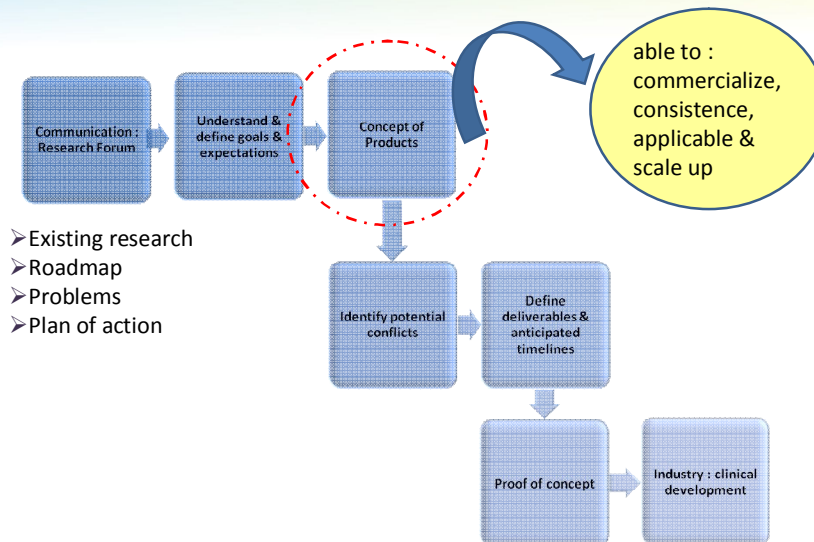 able to :
commercialize,
consistence,
applicable &
scale up
Communication :
Research Forum
Understand &
define goals &
expectations
Concept of
Products
➢Existing research
➢Roadmap
➢Problems
➢Plan of action
Identify potential
conflicts
Define
deliverables &
anticipated
timelines
Proof of concept
Industry : clinical
development